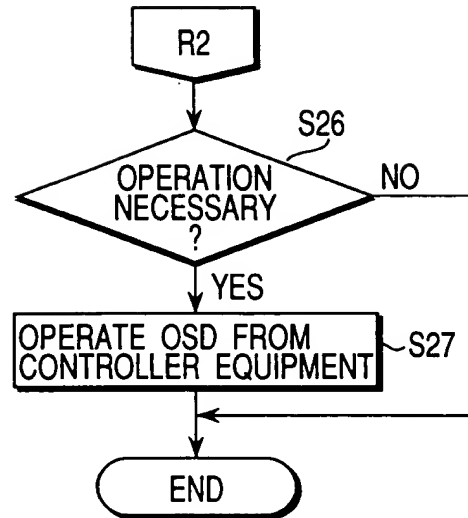 R2
S26
OPERATION
NECESSARY
?
NO
YES
OPERATE OSD FROM
CONTROLLER EQUIPMENT
S27
END